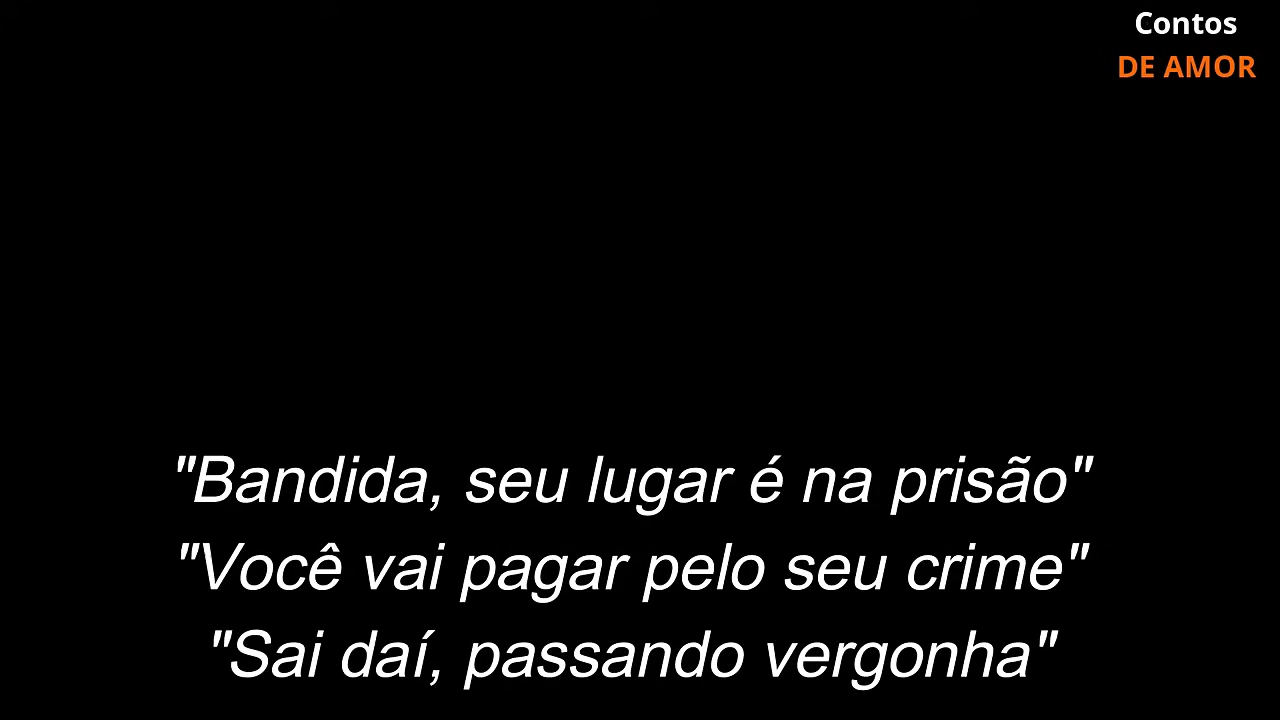 Contos
DE AMOR
"Bandida, seu lugar é na prisão"
"Você vai pagar pelo seu crime"
"Sai daí, passando vergonha"